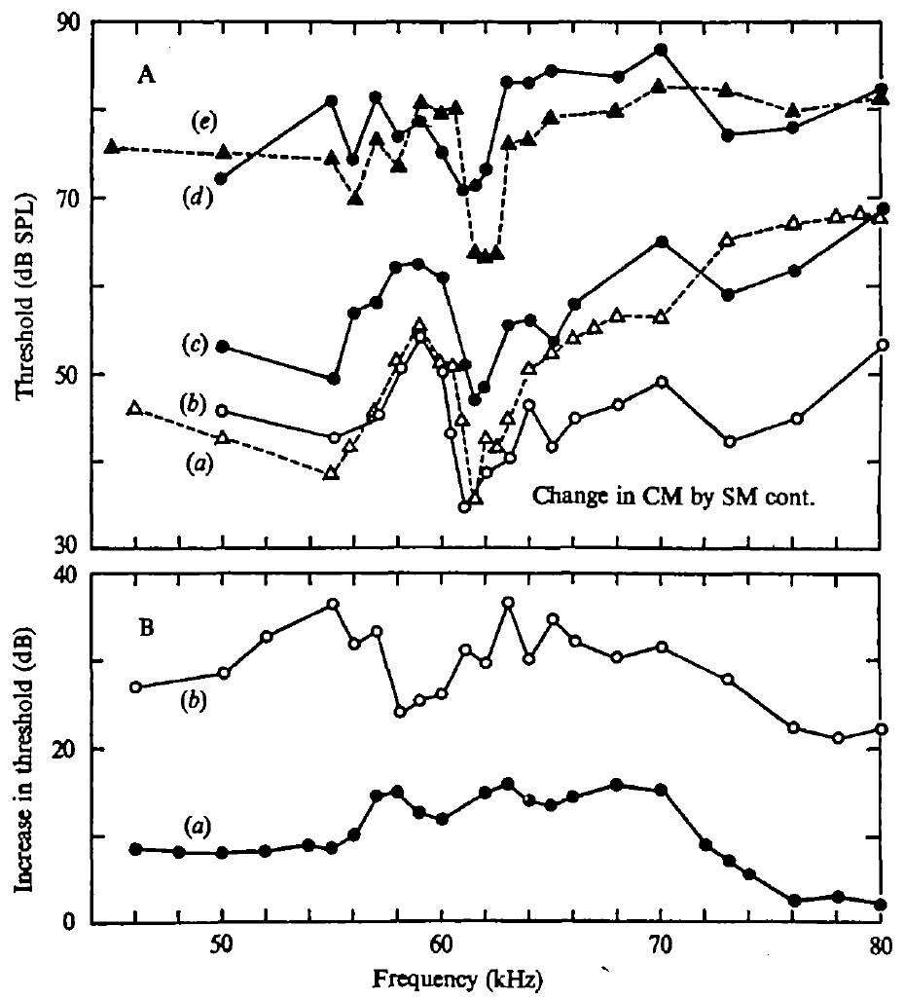 90
A
(e)
(d)
70
Threshold (dB SPL)
(c)
50
(b)
(a)
Change in CM by SM cont.
30
40
B
(b)
Increase in threshold (dB)
20
(a)
0
50 60 70 80
Frequency (kHz)